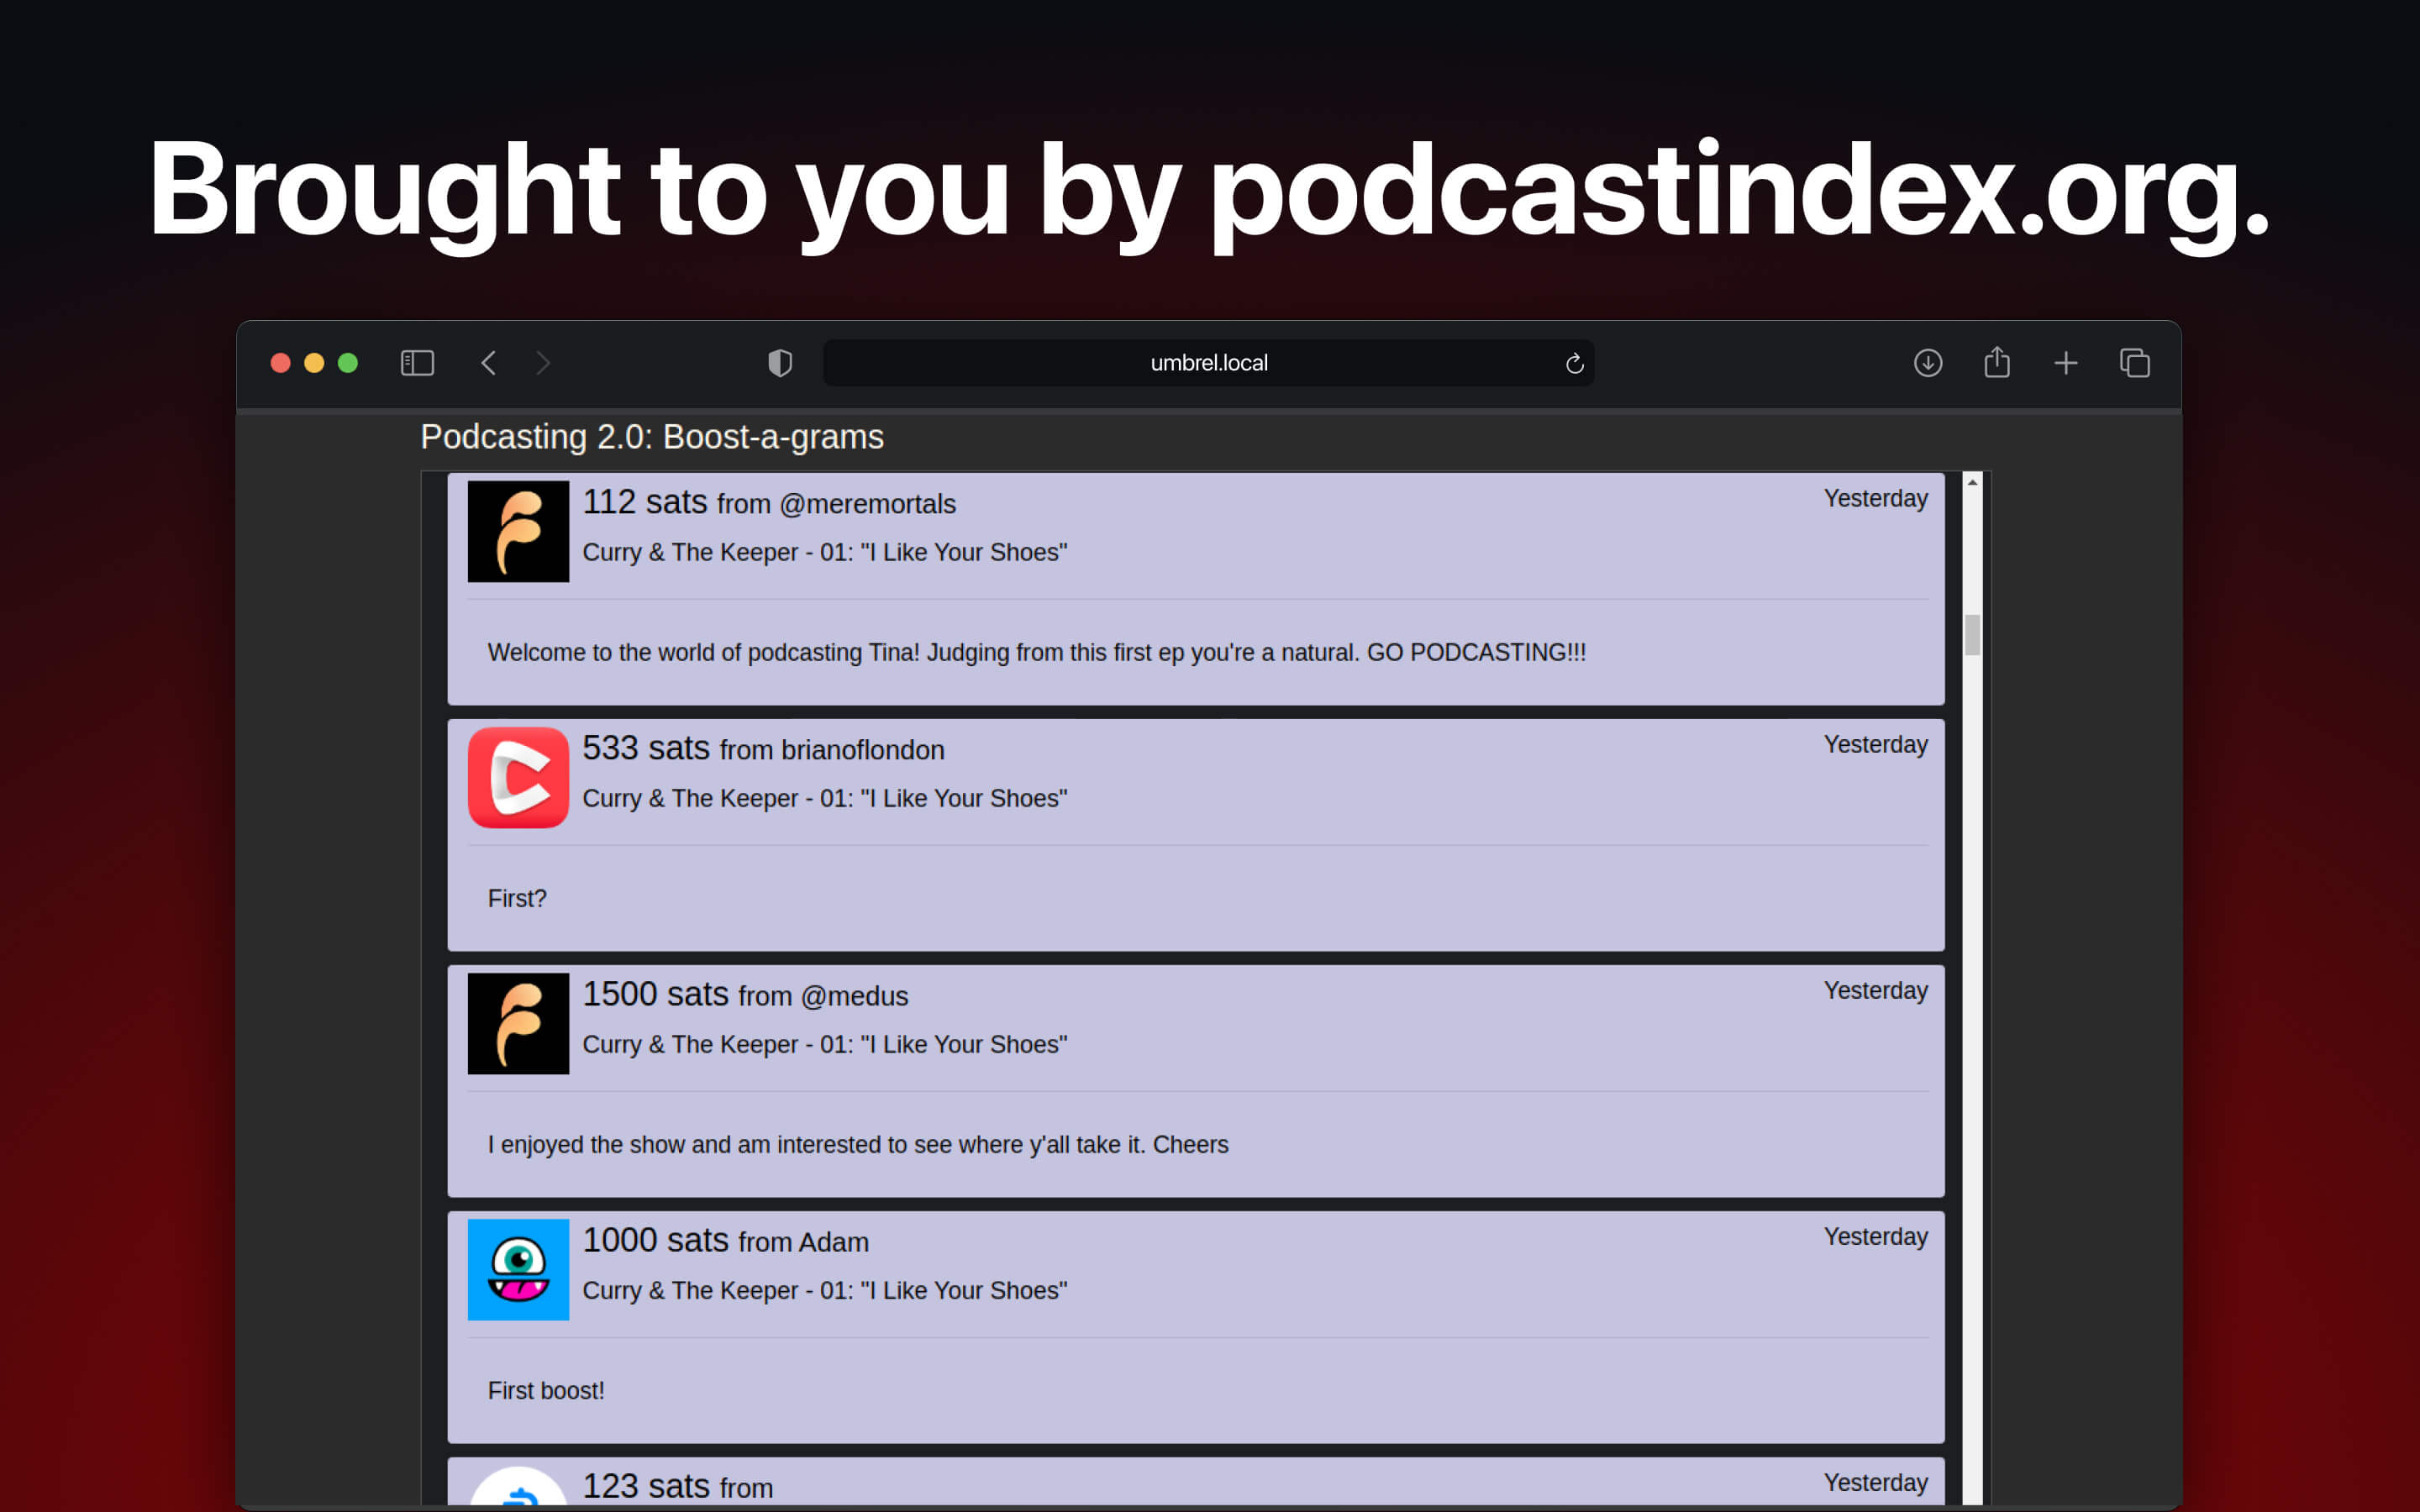 Brought to you by podcastindex.org.
umbrel.local
Podcasting 2.0: Boost-a-grams
112 sats from @meremortals
Yesterday
Curry & The Keeper - 01: "I Like Your Shoes"
Welcome to the world of podcasting Tina! Judging from this first ep you're a natural. GO PODCASTING!!!
533 sats from brianoflondon
Yesterday
Curry & The Keeper - 01: "I Like Your Shoes"
First?
1500 sats from @medus
Yesterday
Curry & The Keeper - 01: "I Like Your Shoes"
I enjoyed the show and am interested to see where y'all take it. Cheers
1000 sats from Adam
Yesterday
Curry & The Keeper - 01: "I Like Your Shoes"
First boost!
123 sats from
Yesterday